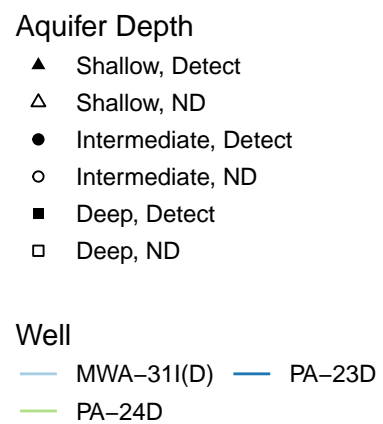 Aquifer Depth
Shallow, Detect
Shallow, ND
Intermediate, Detect
Intermediate, ND
Deep, Detect
Deep, ND
Well
MWA−31I(D) PA−23D
PA−24D